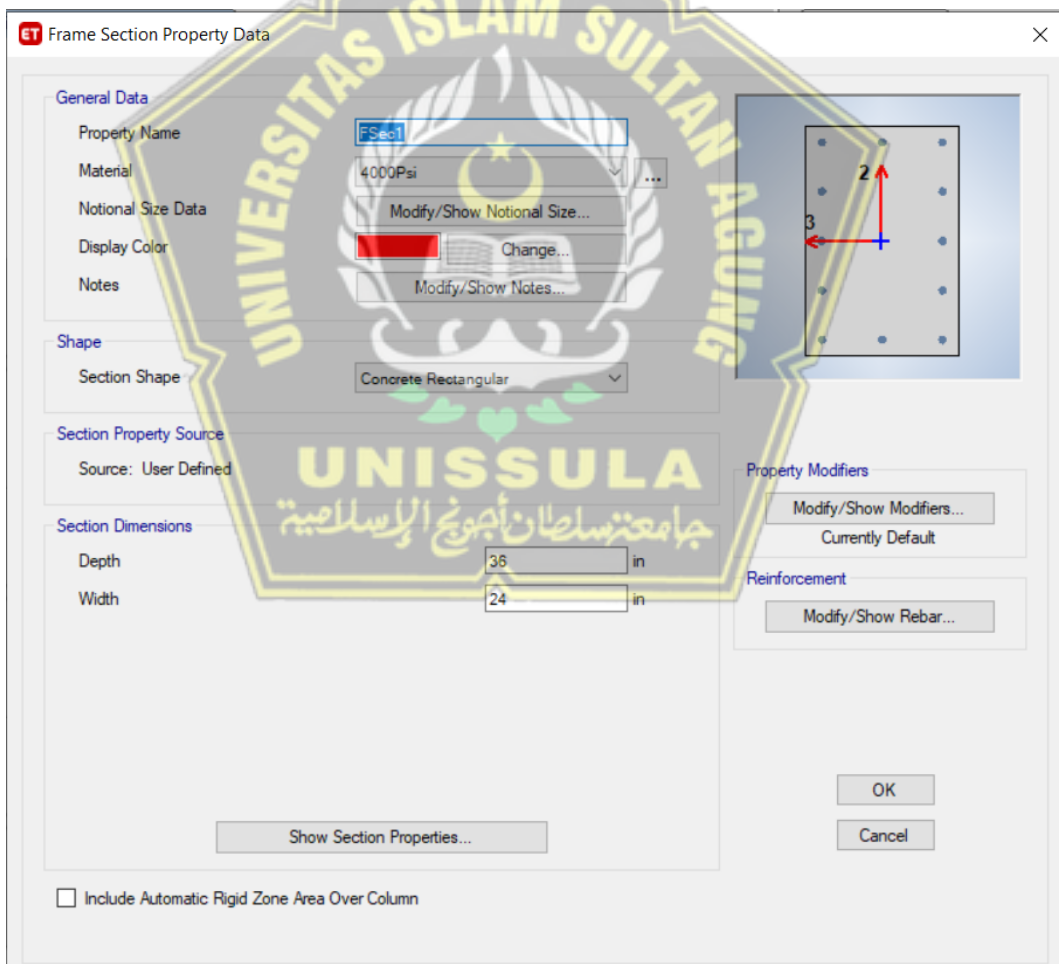 ET Frame Section Property Data
General Data
Property Name FSec1
Material 4000Psi ...
Notional Size Data Modify/Show Notional Size...
Display Color Change...
Notes Modify/Show Notes...
2
3
Shape
Section Shape Concrete Rectangular
Section Property Source
Source: User Defined
Section Dimensions
Depth 36 in
Width 24 in
Show Section Properties...
Include Automatic Rigid Zone Area Over Column
Property Modifiers
Modify/Show Modifiers...
Currently Default
Reinforcement
Modify/Show Rebar...
OK
Cancel
UNIVERSITAS ISLAM SULTAN AGUNG
UNISSULA
جامعة سلطان أجونج الإسلامية